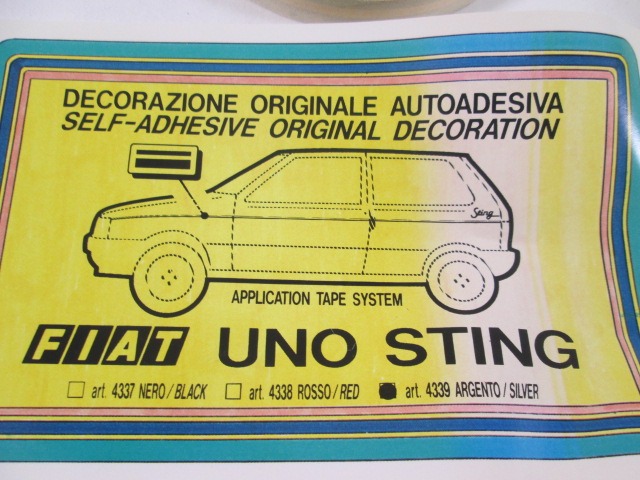 DECORAZIONE ORIGINALE AUTOADESIVA
SELF-ADHESIVE ORIGINAL DECORATION
Sting
APPLICATION TAPE SYSTEM
FIAT UNO STING
art. 4337 NERO/BLACK art. 4338 ROSSO/RED art. 4339 ARGENTO/SILVER